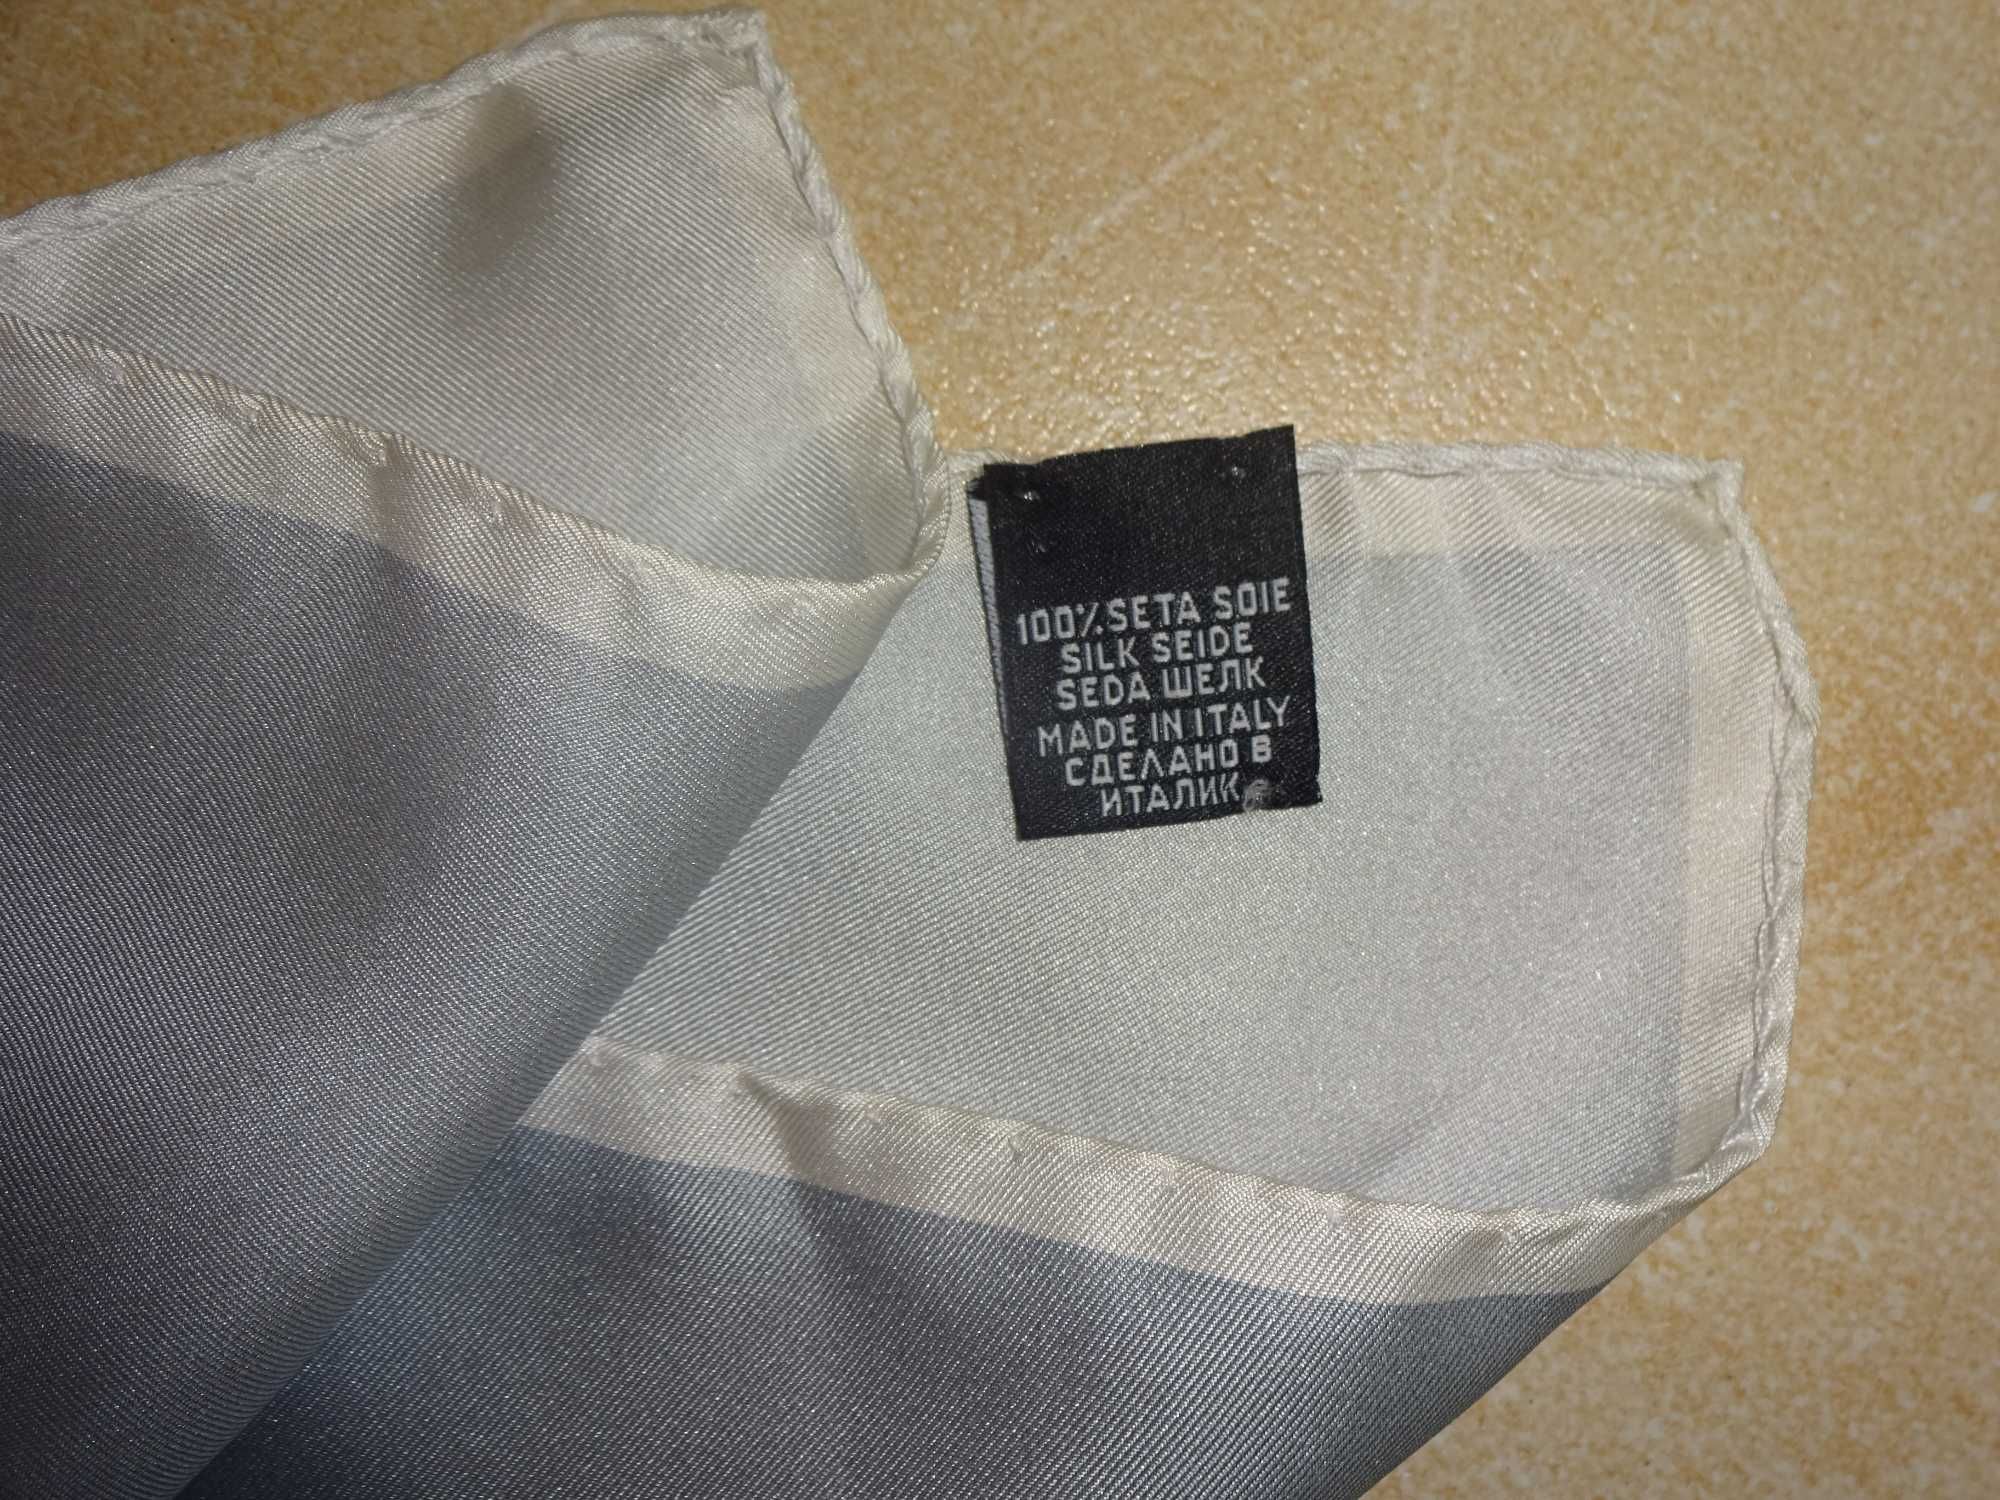 100% SETA SOIE
SILK SEIDE
SEDA ШЕЛК
MADE IN ITALY
СДЕЛАНО В
ИТАЛИК